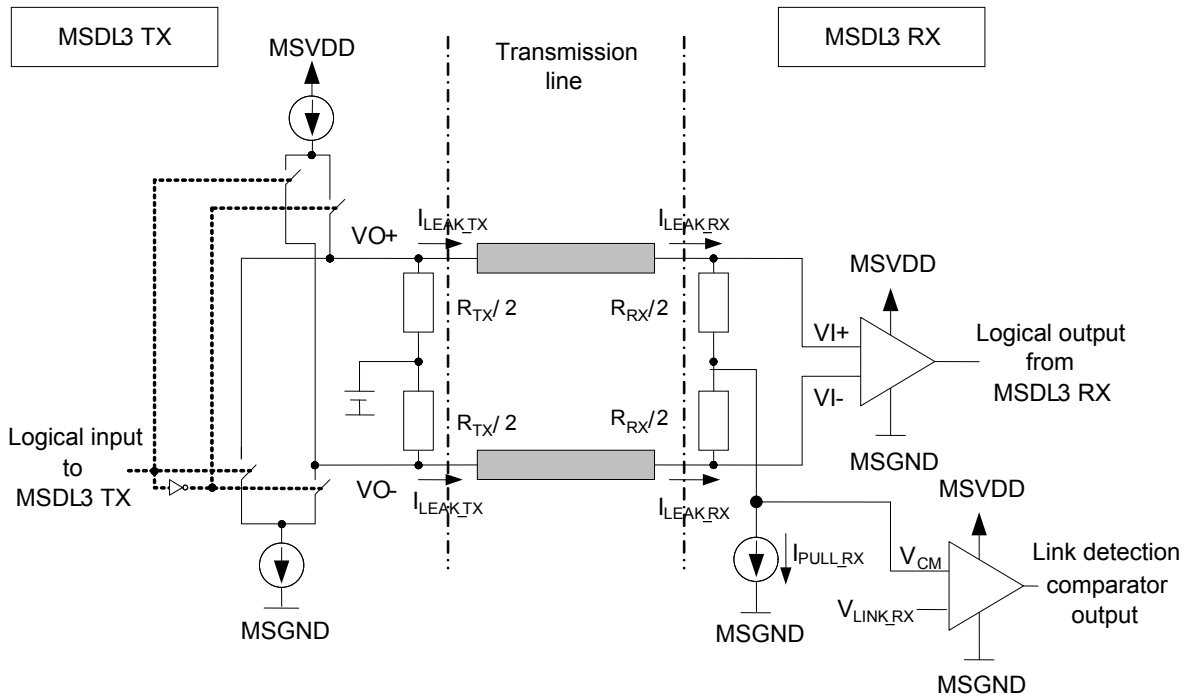 MSDL3 TX
MSVDD
Transmission
line
MSDL3 RX
I_LEAK_TX
I_LEAK_RX
VO+
R_TX/ 2
R_RX/2
MSVDD
VI+
VI-
Logical output
from
MSDL3 RX
MSGND
Logical input
to
MSDL3 TX
R_TX/ 2
R_RX/2
VO-
I_LEAK_TX
I_LEAK_RX
MSGND
I_PULL_RX
MSGND
MSVDD
V_CM
V_LINK_RX
Link detection
comparator
output
MSGND